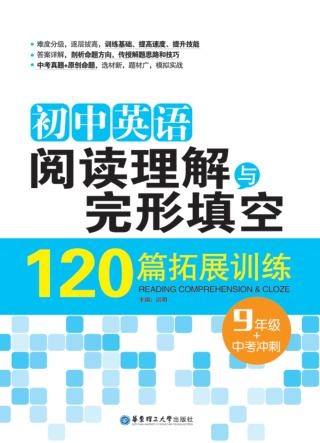 • 难度分级，逐层拔高，训练基础、提高速度、提升技能
• 答案详解，剖析命题方向、传授解题思路和技巧
• 中考真题+原创命题，选材新，题材广，模拟实战
初中英语
阅读理解与
完形填空
120篇拓展训练
READING COMPREHENSION & CLOZE
9年级
+
中考冲刺
华东理工大学出版社